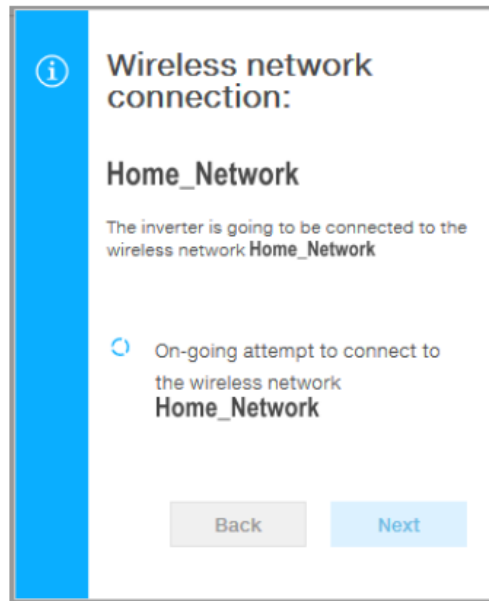 Wireless network
connection:
Home_Network
The inverter is going to be connected to the
wireless network Home_Network
On-going attempt to connect to
the wireless network
Home_Network
Back
Next